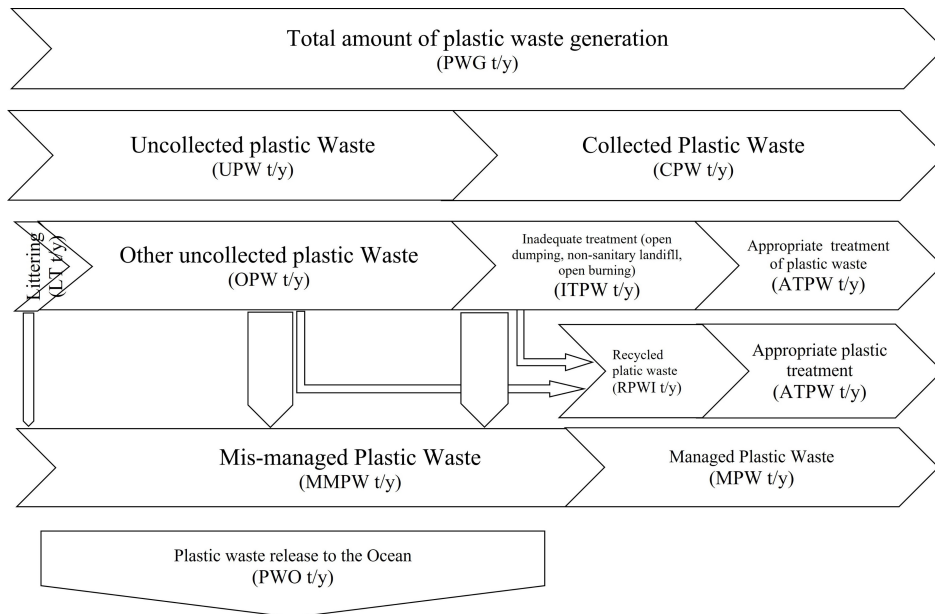 Total amount of plastic waste generation
(PWG t/y)
Uncollected plastic Waste
(UPW t/y)
Collected Plastic Waste
(CPW t/y)
Littering
(LT t/y)
Other uncollected plastic Waste
(OPW t/y)
Inadequate treatment (open
dumping, non-sanitary landifll,
open burning)
(ITPW t/y)
Appropriate treatment
of plastic waste
(ATPW t/y)
Recycled
platic waste
(RPWI t/y)
Appropriate plastic
treatment
(ATPW t/y)
Mis-managed Plastic Waste
(MMPW t/y)
Managed Plastic Waste
(MPW t/y)
Plastic waste release to the Ocean
(PWO t/y)